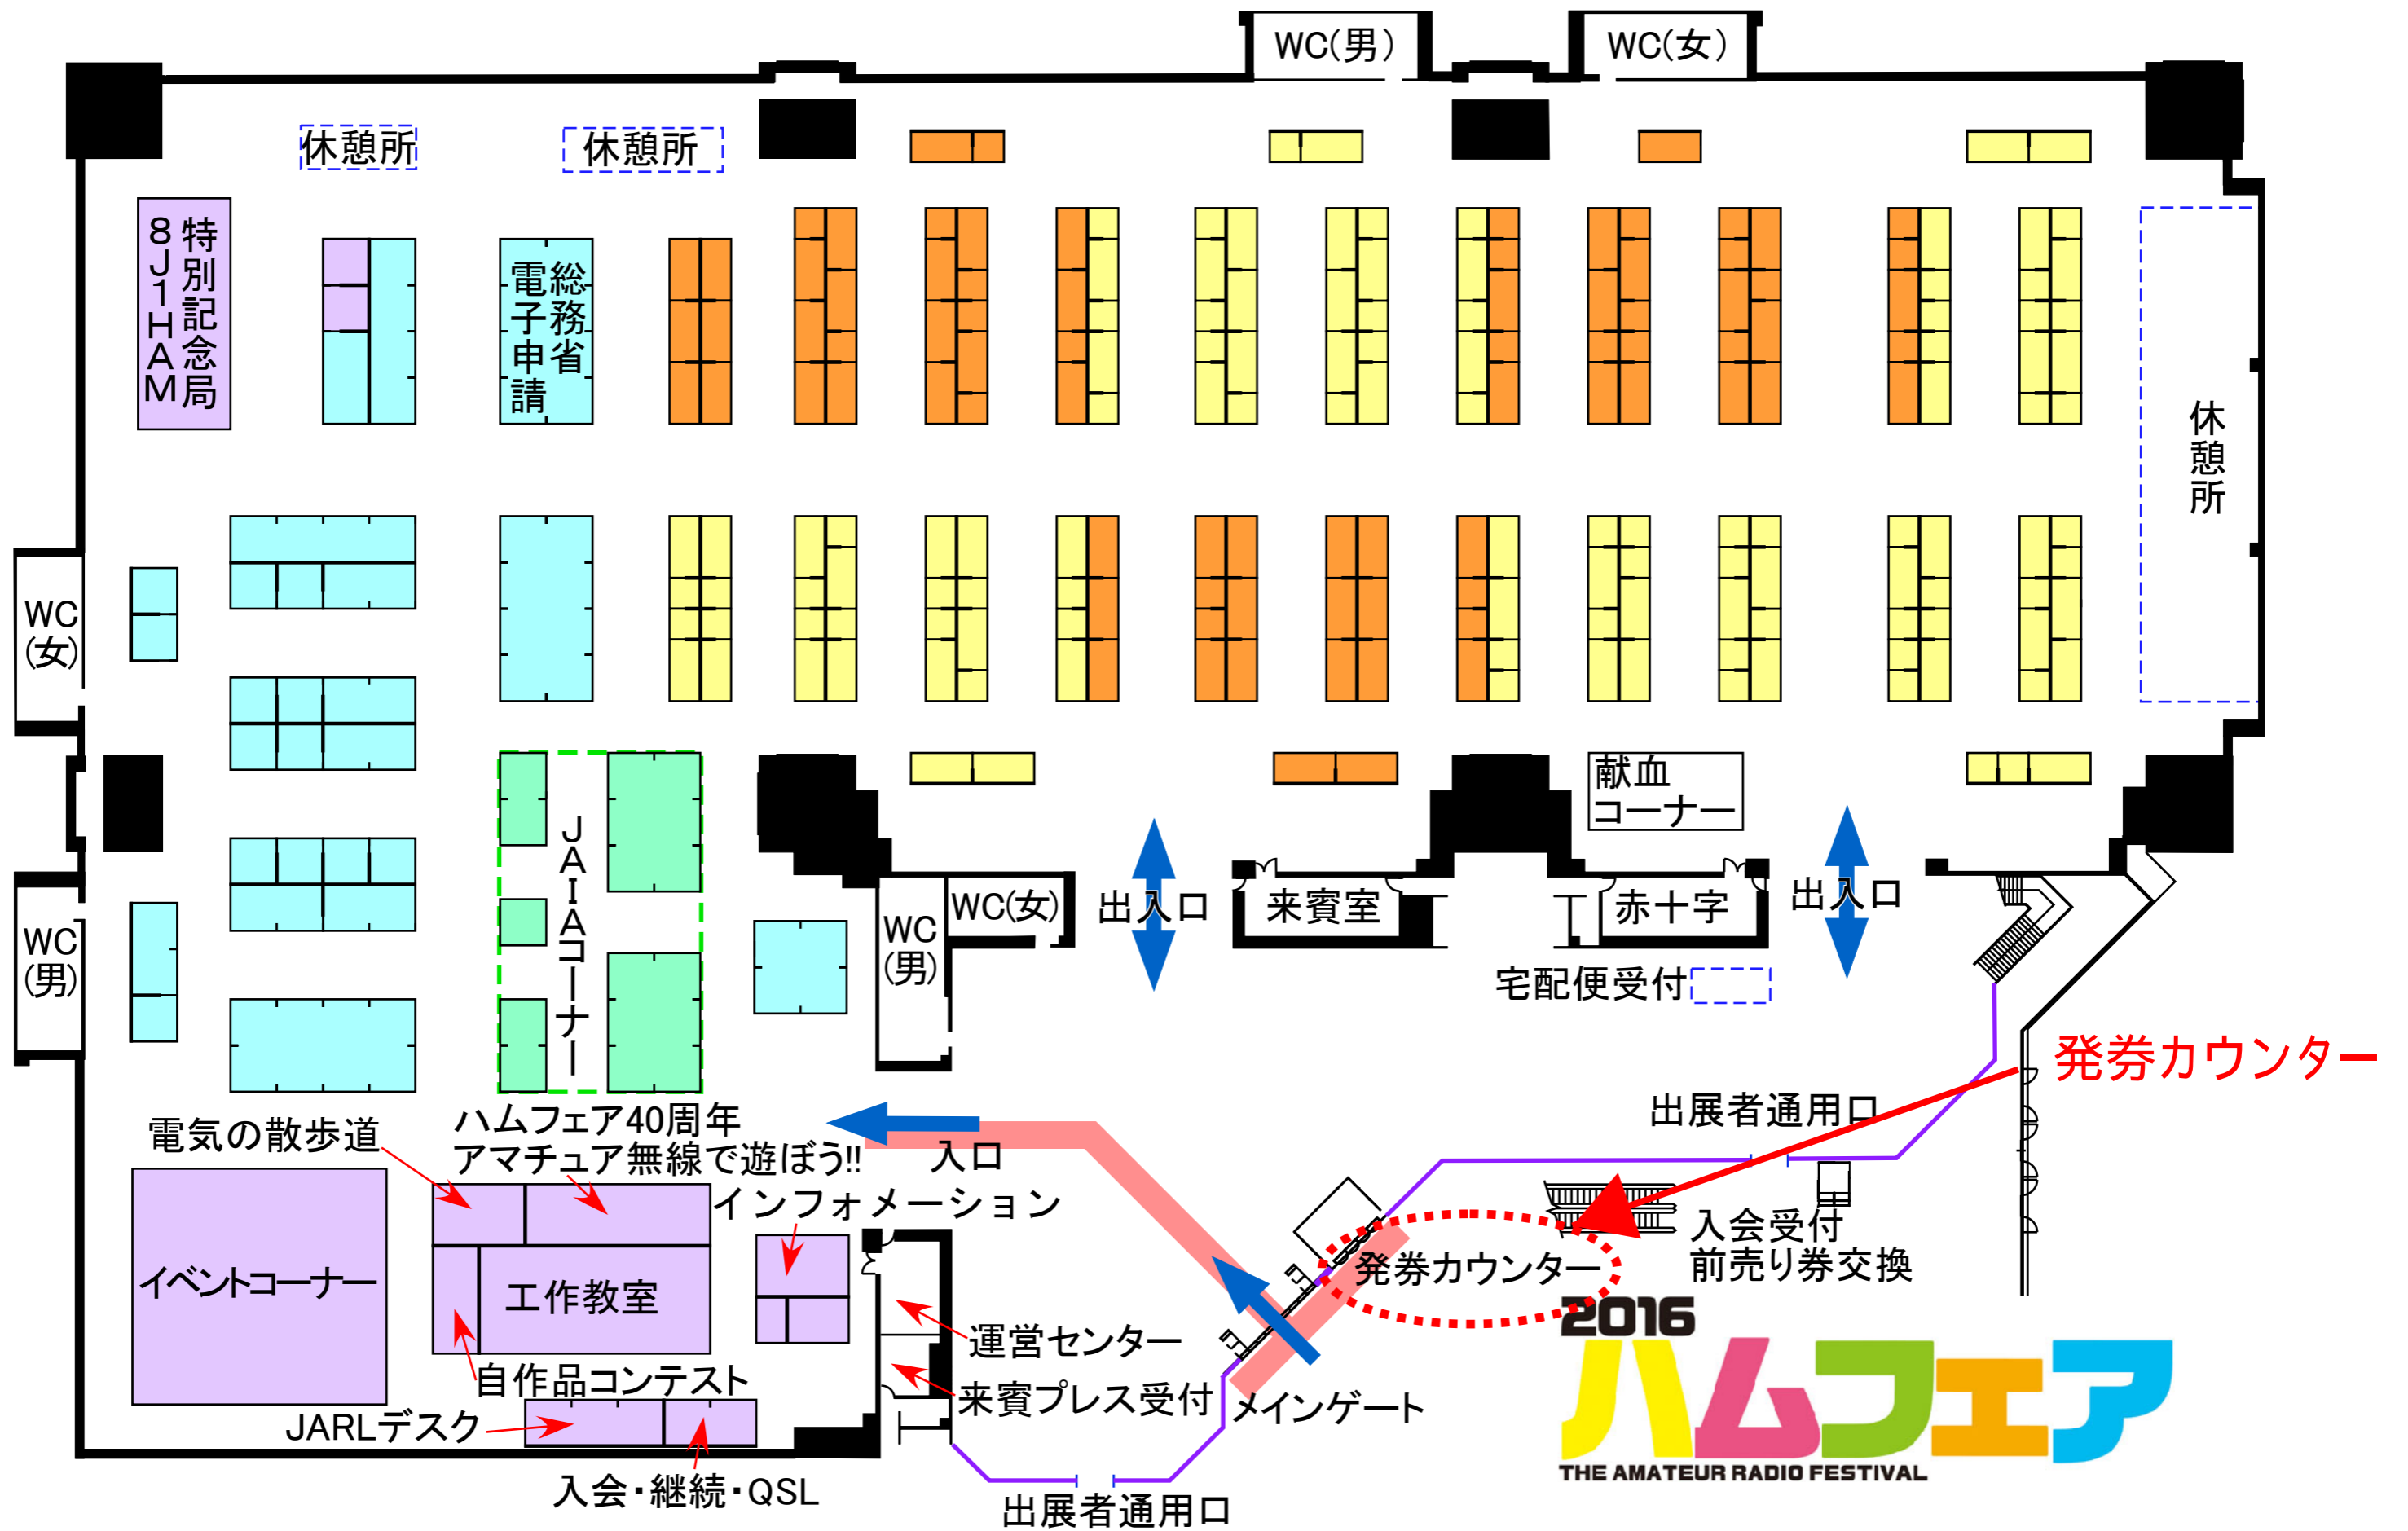 WC(男)
WC(女)
休憩所
休憩所
特別記念局
8J1HAM
総務省
電子申請
休憩所
WC
(女)
献血
コーナー
JAIAコーナー
WC
(男)
WC
(男)
WC(女)
出入口
来賓室
赤十字
出入口
宅配便受付
発券カウンター
出展者通用口
電気の散歩道
ハムフェア40周年
アマチュア無線で遊ぼう!!
入口
インフォメーション
イベントコーナー
工作教室
発券カウンター
入会受付
前売り券交換
運営センター
自作品コンテスト
来賓プレス受付
メインゲート
JARLデスク
入会・継続・QSL
出展者通用口
2016
ハムフェア
THE AMATEUR RADIO FESTIVAL